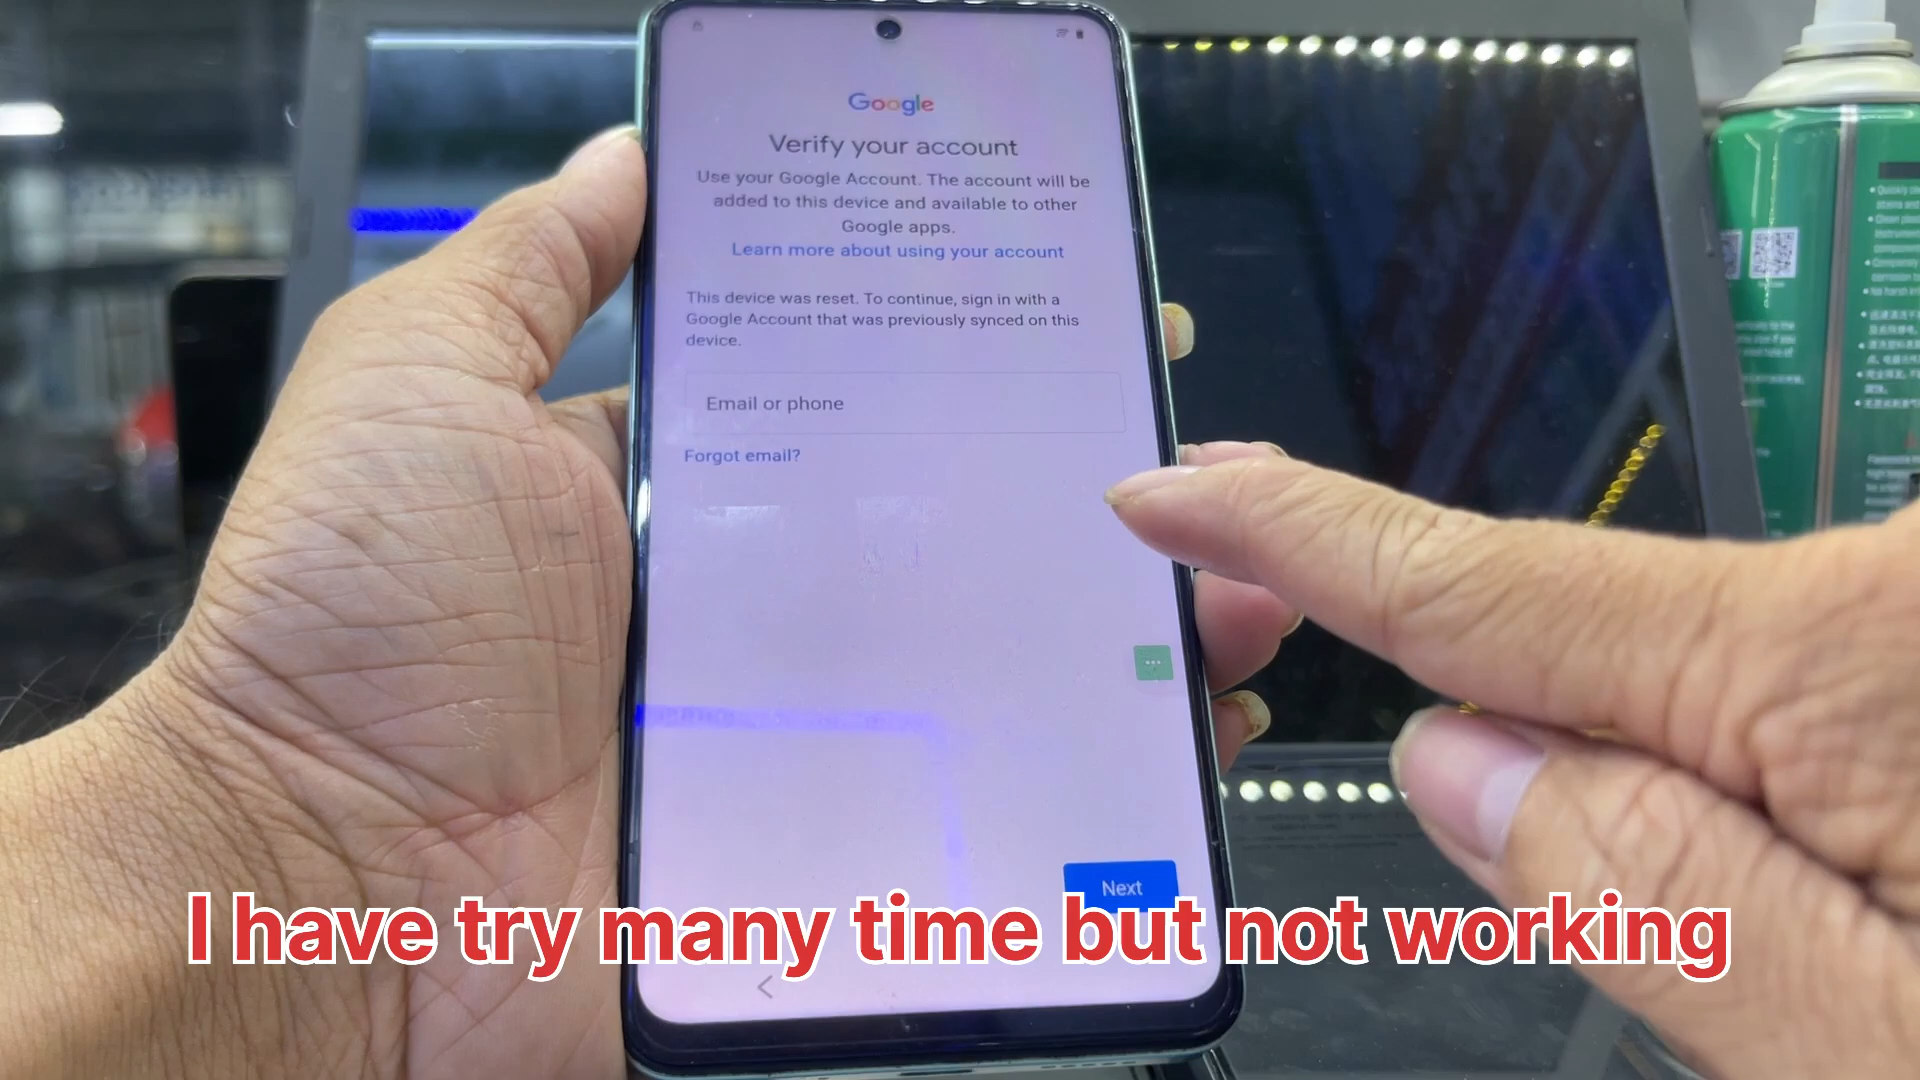 Google
Verify your account
Use your Google Account. The account will be
added to this device and available to other
Google apps.
Learn more about using your account
This device was reset. To continue, sign in with a
Google Account that was previously synced on this
device.
Email or phone
Forgot email?
Next
I have try many time but not working